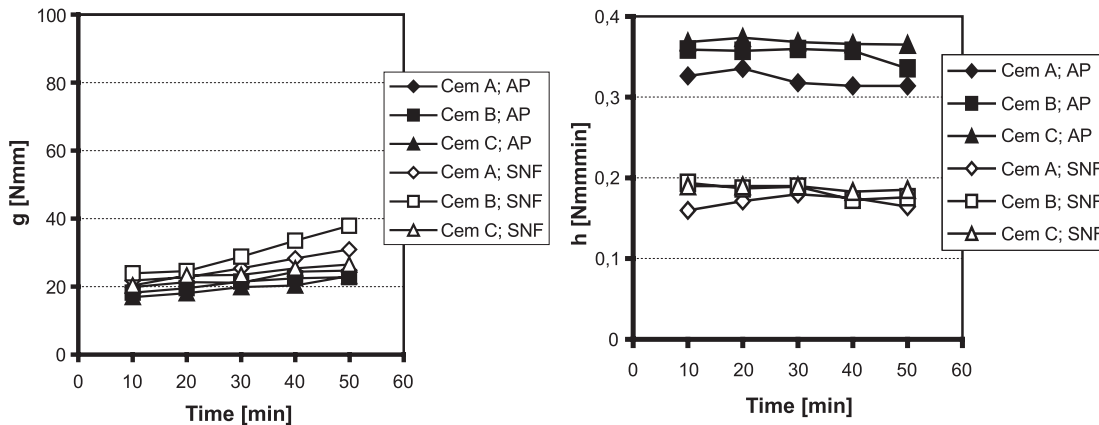 100
80
60
40
20
0
g [Nmm]
0 10 20 30 40 50 60
Time [min]
Cem A; AP
Cem B; AP
Cem C; AP
Cem A; SNF
Cem B; SNF
Cem C; SNF
0,4
0,3
0,2
0,1
0
h [Nmmmin]
0 10 20 30 40 50 60
Time [min]
Cem A; AP
Cem B; AP
Cem C; AP
Cem A; SNF
Cem B; SNF
Cem C; SNF